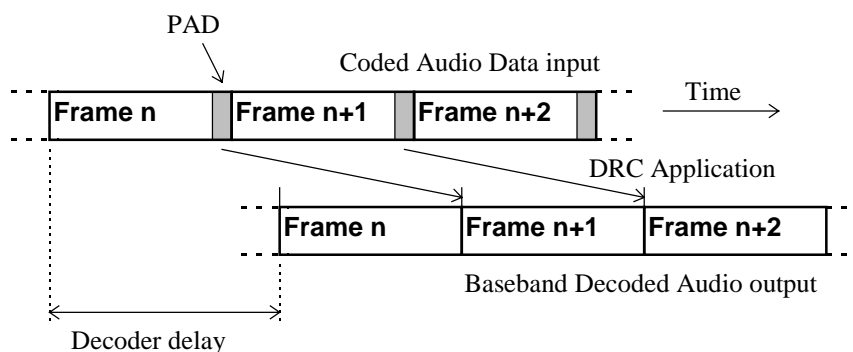 PAD
Coded Audio Data input
Frame n Frame n+1 Frame n+2
Time
DRC Application
Frame n Frame n+1 Frame n+2
Baseband Decoded Audio output
Decoder delay